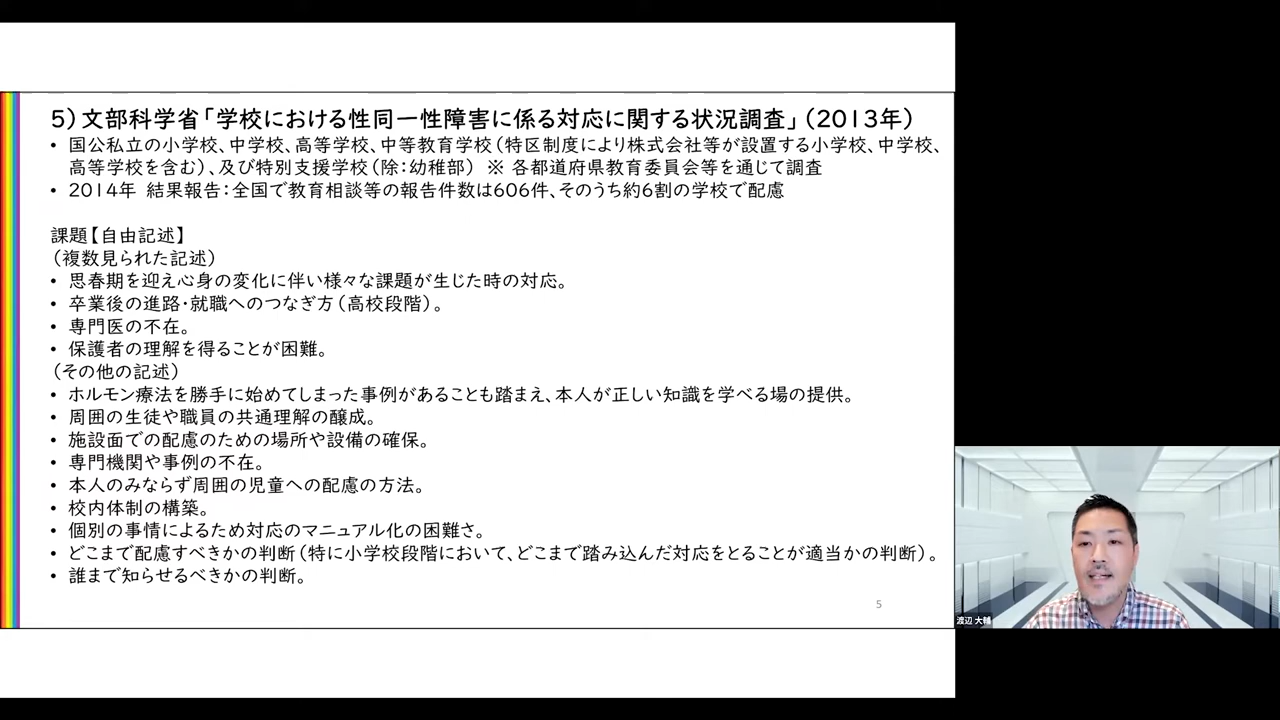 5）文部科学省「学校における性同一性障害に係る対応に関する状況調査」（2013年）
• 国公私立の小学校、中学校、高等学校、中等教育学校（特区制度により株式会社等が設置する小学校、中学校、
高等学校を含む）、及び特別支援学校（除：幼稚部） ※ 各都道府県教育委員会等を通じて調査
• 2014年 結果報告：全国で教育相談等の報告件数は606件、そのうち約6割の学校で配慮
課題【自由記述】
（複数見られた記述）
• 思春期を迎え心身の変化に伴い様々な課題が生じた時の対応。
• 卒業後の進路・就職へのつなぎ方（高校段階）。
• 専門医の不在。
• 保護者の理解を得ることが困難。
（その他の記述）
• ホルモン療法を勝手に始めてしまった事例があることも踏まえ、本人が正しい知識を学べる場の提供。
• 周囲の生徒や職員の共通理解の醸成。
• 施設面での配慮のための場所や設備の確保。
• 専門機関や事例の不在。
• 本人のみならず周囲の児童への配慮の方法。
• 校内体制の構築。
• 個別の事情によるため対応のマニュアル化の困難さ。
• どこまで配慮すべきかの判断（特に小学校段階において、どこまで踏み込んだ対応をとることが適当かの判断）。
• 誰まで知らせるべきかの判断。
5
渡辺 大輔